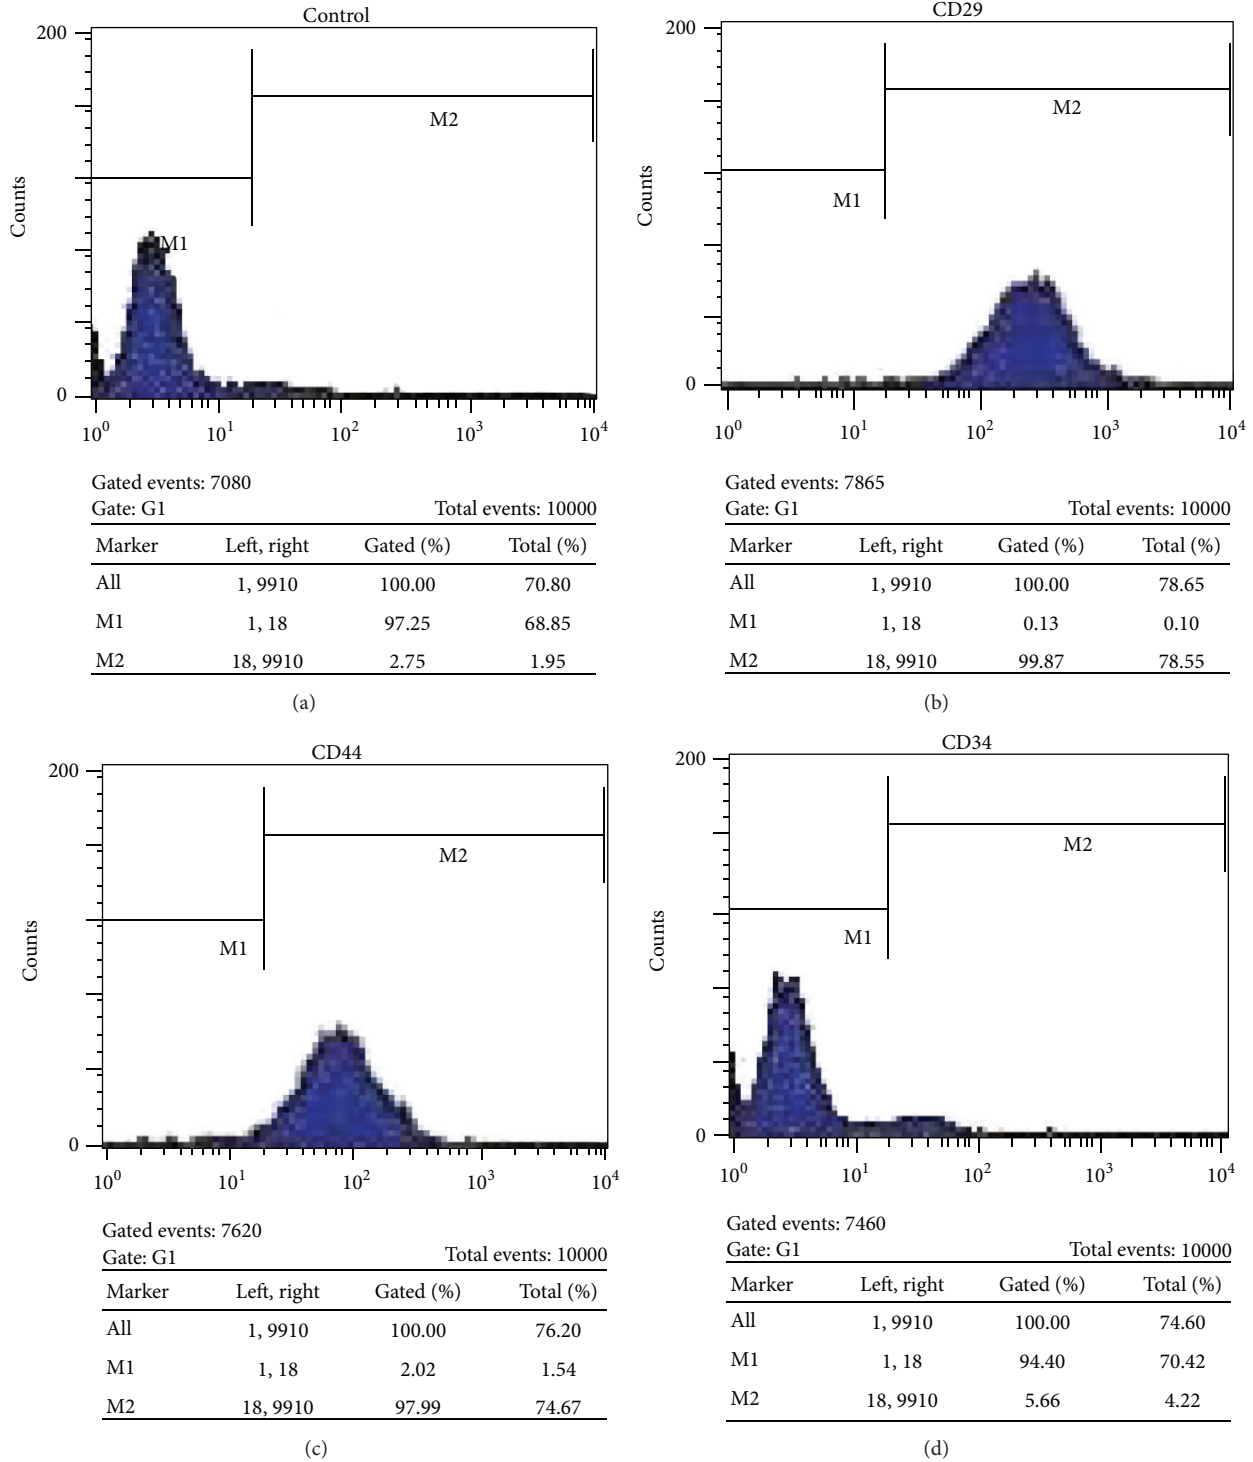 Control
200
M2
Counts
M1
0
10^0 10^1 10^2 10^3 10^4
Gated events: 7080
Gate: G1 Total events: 10000
Marker Left, right Gated (%) Total (%)
All 1, 9910 100.00 70.80
M1 1, 18 97.25 68.85
M2 18, 9910 2.75 1.95
(a)
CD29
200
M2
Counts
M1
0
10^0 10^1 10^2 10^3 10^4
Gated events: 7865
Gate: G1 Total events: 10000
Marker Left, right Gated (%) Total (%)
All 1, 9910 100.00 78.65
M1 1, 18 0.13 0.10
M2 18, 9910 99.87 78.55
(b)
CD44
200
M2
Counts
M1
0
10^0 10^1 10^2 10^3 10^4
Gated events: 7620
Gate: G1 Total events: 10000
Marker Left, right Gated (%) Total (%)
All 1, 9910 100.00 76.20
M1 1, 18 2.02 1.54
M2 18, 9910 97.99 74.67
(c)
CD34
200
M2
Counts
M1
0
10^0 10^1 10^2 10^3 10^4
Gated events: 7460
Gate: G1 Total events: 10000
Marker Left, right Gated (%) Total (%)
All 1, 9910 100.00 74.60
M1 1, 18 94.40 70.42
M2 18, 9910 5.66 4.22
(d)